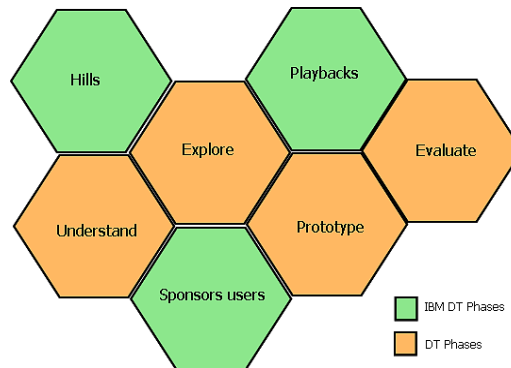 Hills
Playbacks
Explore
Evaluate
Understand
Prototype
Sponsors users
IBM DT Phases
DT Phases